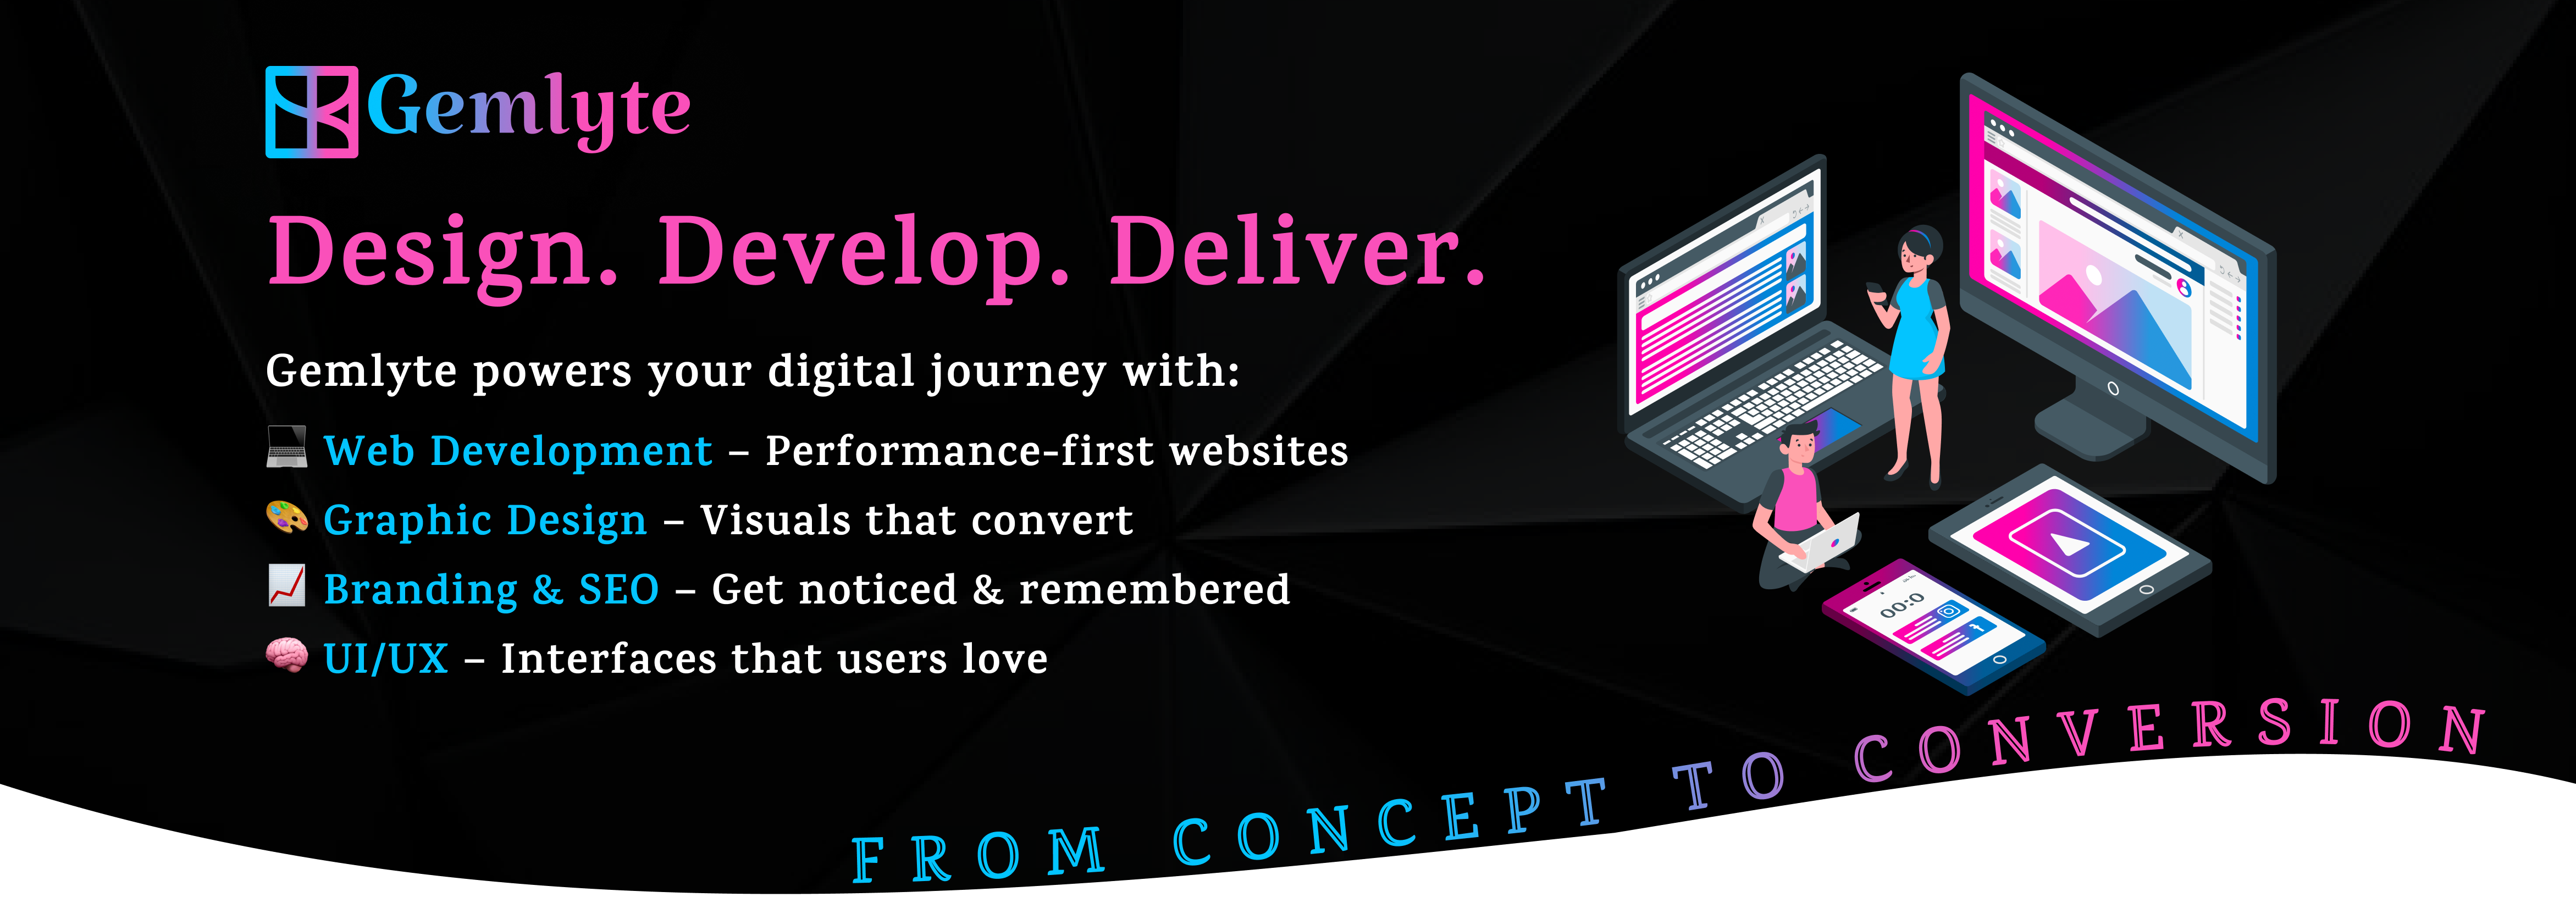 Gemlyte
Design. Develop. Deliver.
Gemlyte powers your digital journey with:
💻 Web Development – Performance-first websites
🎨 Graphic Design – Visuals that convert
📈 Branding & SEO – Get noticed & remembered
🧠 UI/UX – Interfaces that users love
00:0
FROM CONCEPT TO CONVERSION